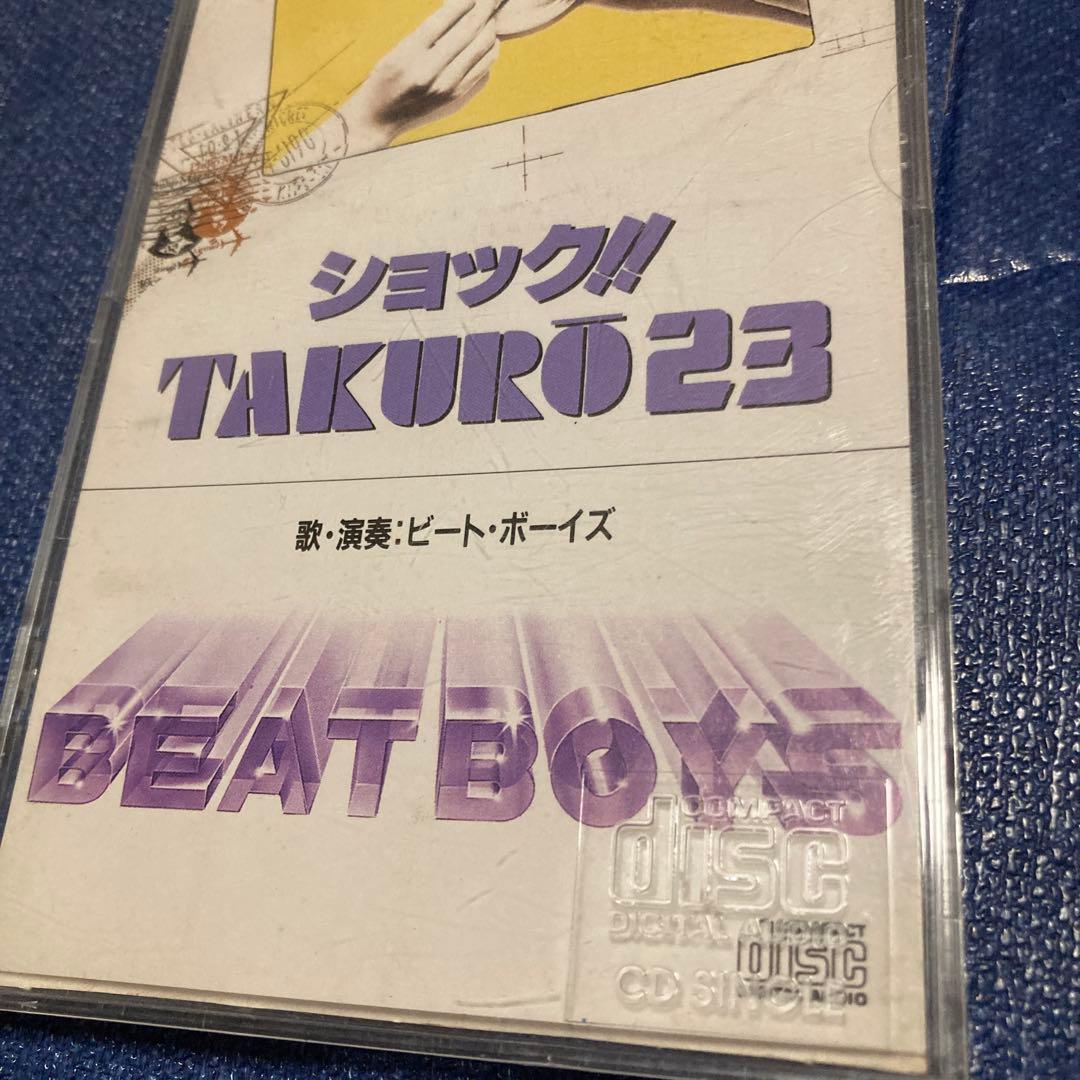 ショック!!
TAKURŌ 23
歌・演奏:ビート・ボーイズ
BEAT BOYS
COMPACT
disc
DIGITAL AUDIO
CD SINGLE
disc